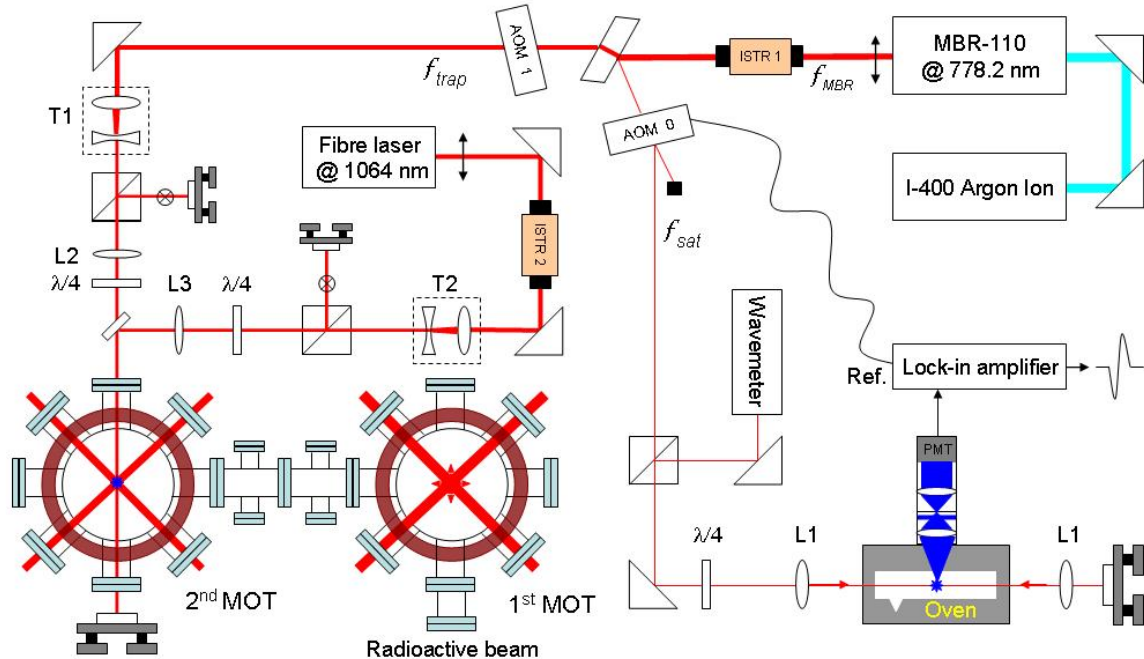 AOM 1
ISTR 1
MBR-110
@ 778.2 nm
f_trap
f_MBR
T1
AOM 0
Fibre laser
@ 1064 nm
I-400 Argon Ion
ISTR 2
f_sat
L2
λ/4
L3
λ/4
T2
Wavemeter
Ref.
Lock-in amplifier
PMT
λ/4
L1
L1
Oven
2nd MOT
1st MOT
Radioactive beam